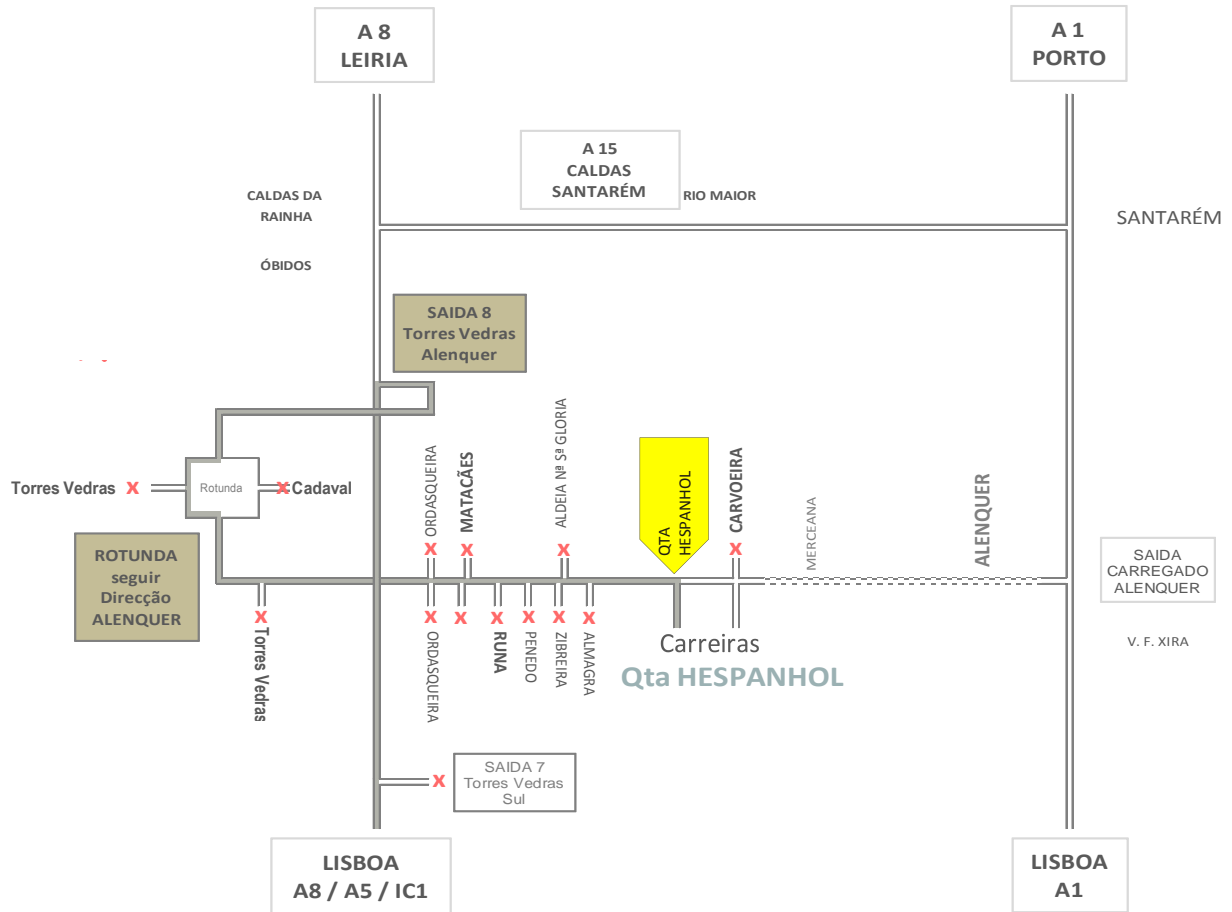 A 8
LEIRIA
A 1
PORTO
A 15
CALDAS
SANTARÉM
RIO MAIOR
CALDAS DA
RAINHA
SANTARÉM
ÓBIDOS
SAIDA 8
Torres Vedras
Alenquer
Torres Vedras X
Rotunda
X Cadaval
ORDASQUEIRA
X
MATACÃES
X
ALDEIA Nª Sª GLORIA
X
QTA
HESPANHOL
CARVOEIRA
X
MERCEANA
ALENQUER
ROTUNDA
seguir
Direcção
ALENQUER
SAIDA
CARREGADO
ALENQUER
V. F. XIRA
X
Torres Vedras
X
ORDASQUEIRA
X
X
RUNA
PENEDO
X
X
ZIBREIRA
X
ALMAGRA
Carreiras
Qta HESPANHOL
X
SAIDA 7
Torres Vedras
Sul
LISBOA
A8 / A5 / IC1
LISBOA
A1